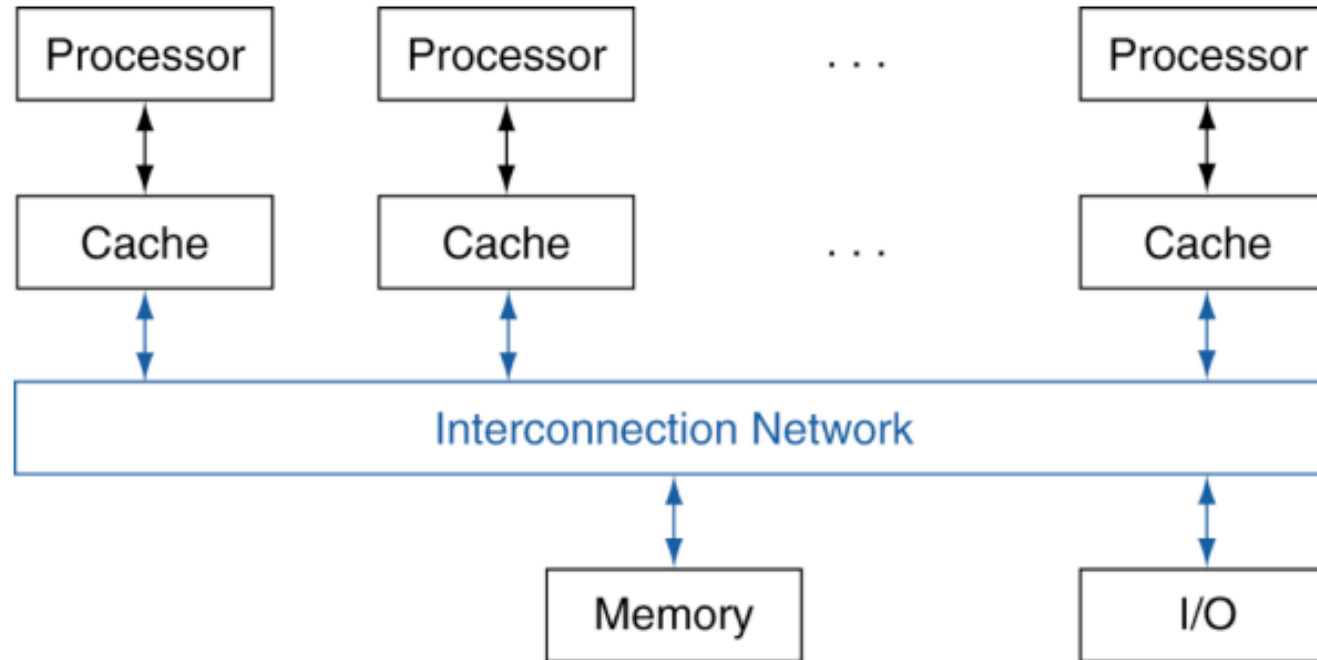 Processor Processor . . . Processor
Cache Cache . . . Cache
Interconnection Network
Memory I/O